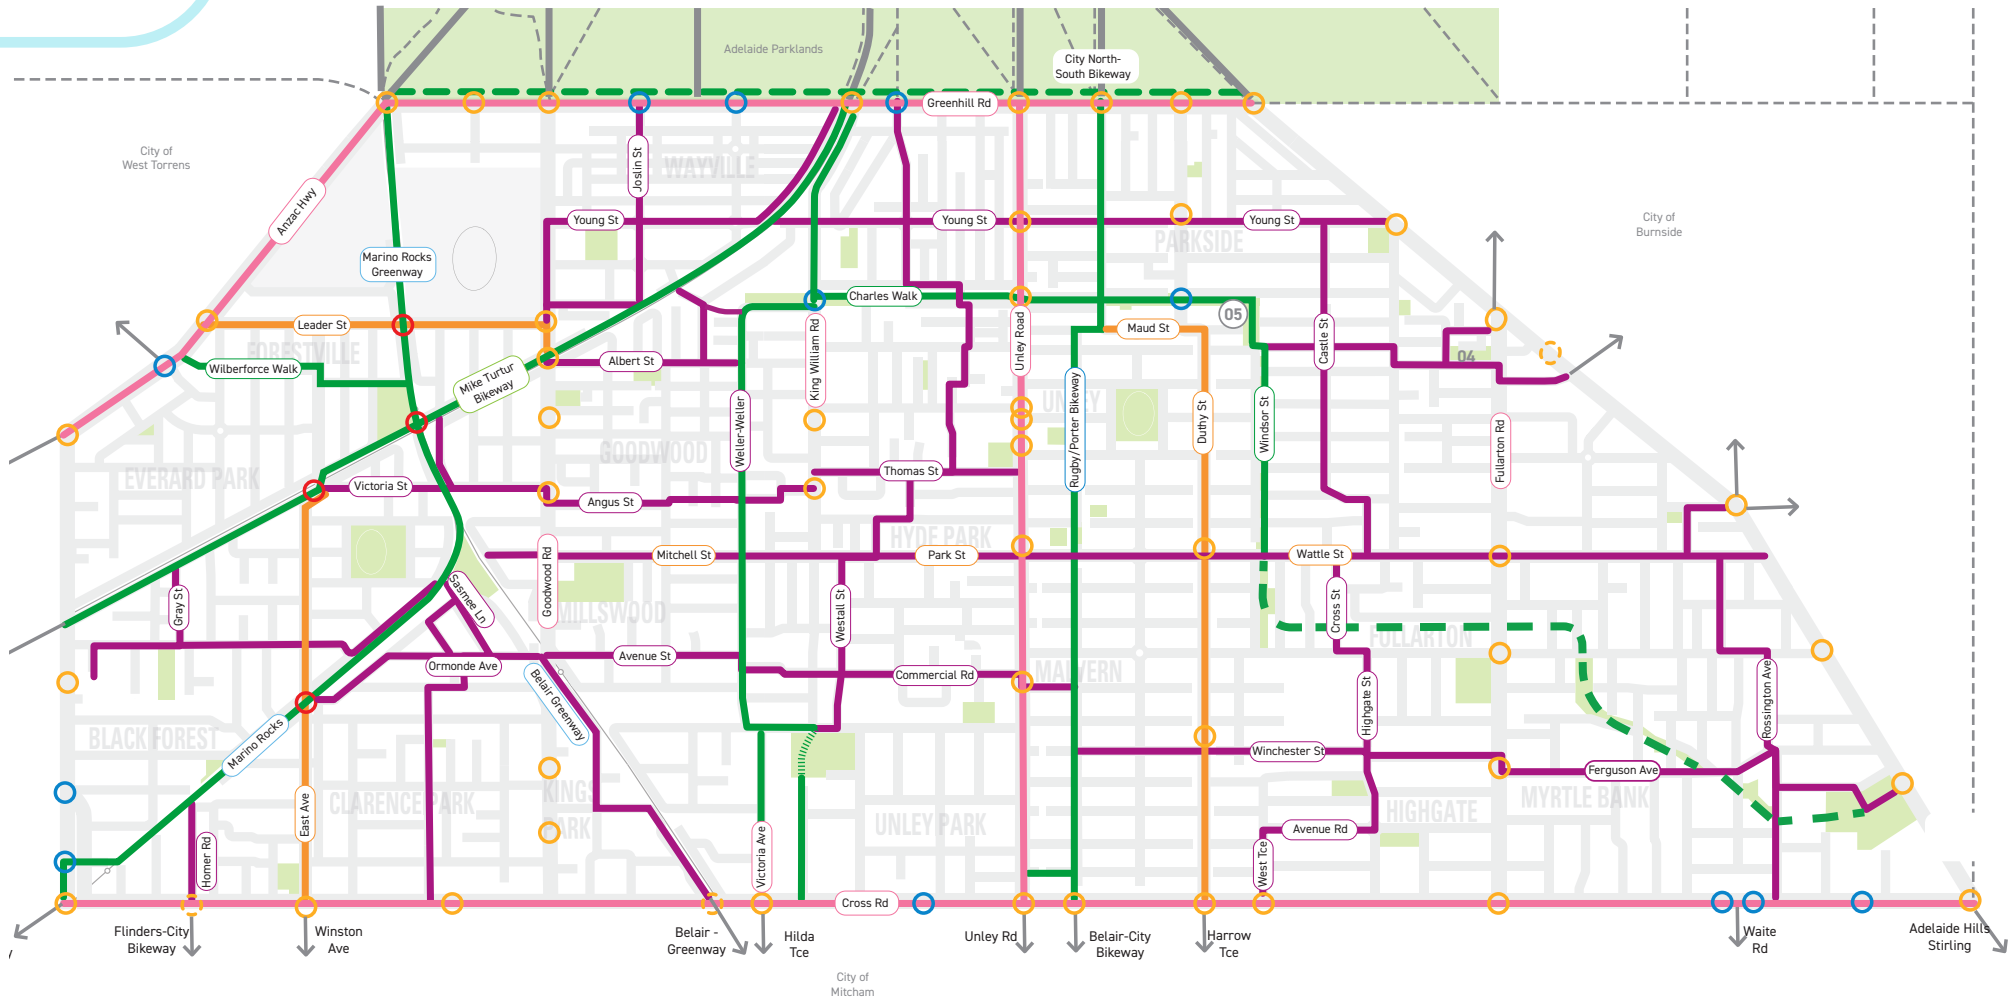 Adelaide Parklands
City North-
South Bikeway
Greenhill Rd
City of
West Torrens
WAYVILLE
Joslin St
Anzac Hwy
Young St
Young St
Young St
City of
Burnside
PARKSIDE
Marino Rocks
Greenway
Charles Walk
05
Leader St
Maud St
FORESTVILLE
King William Rd
Unley Road
Castle St
Albert St
04
Wilberforce Walk
Mike Turtur
Bikeway
UNLEY
Weller-Weller
Rugby/Porter Bikeway
Duthy St
Windsor St
Fullarton Rd
GOODWOOD
EVERARD PARK
Thomas St
Victoria St
Angus St
HYDE PARK
Mitchell St
Park St
Wattle St
Goodwood Rd
Gray St
Sasmee Ln
MILLSWOOD
Westall St
Cross St
FULLARTON
Avenue St
Ormonde Ave
Commercial Rd
MALVERN
Belair Greenway
Highgate St
Rossington Ave
BLACK FOREST
Marino Rocks
Winchester St
Ferguson Ave
KINGS
PARK
CLARENCE PARK
MYRTLE BANK
HIGHGATE
UNLEY PARK
East Ave
Avenue Rd
Homer Rd
Victoria Ave
West Tce
Cross Rd
Flinders-City
Bikeway
Winston
Ave
Belair -
Greenway
Hilda
Tce
Unley Rd
Belair-City
Bikeway
Harrow
Tce
Waite
Rd
Adelaide Hills
Stirling
City of
Mitcham